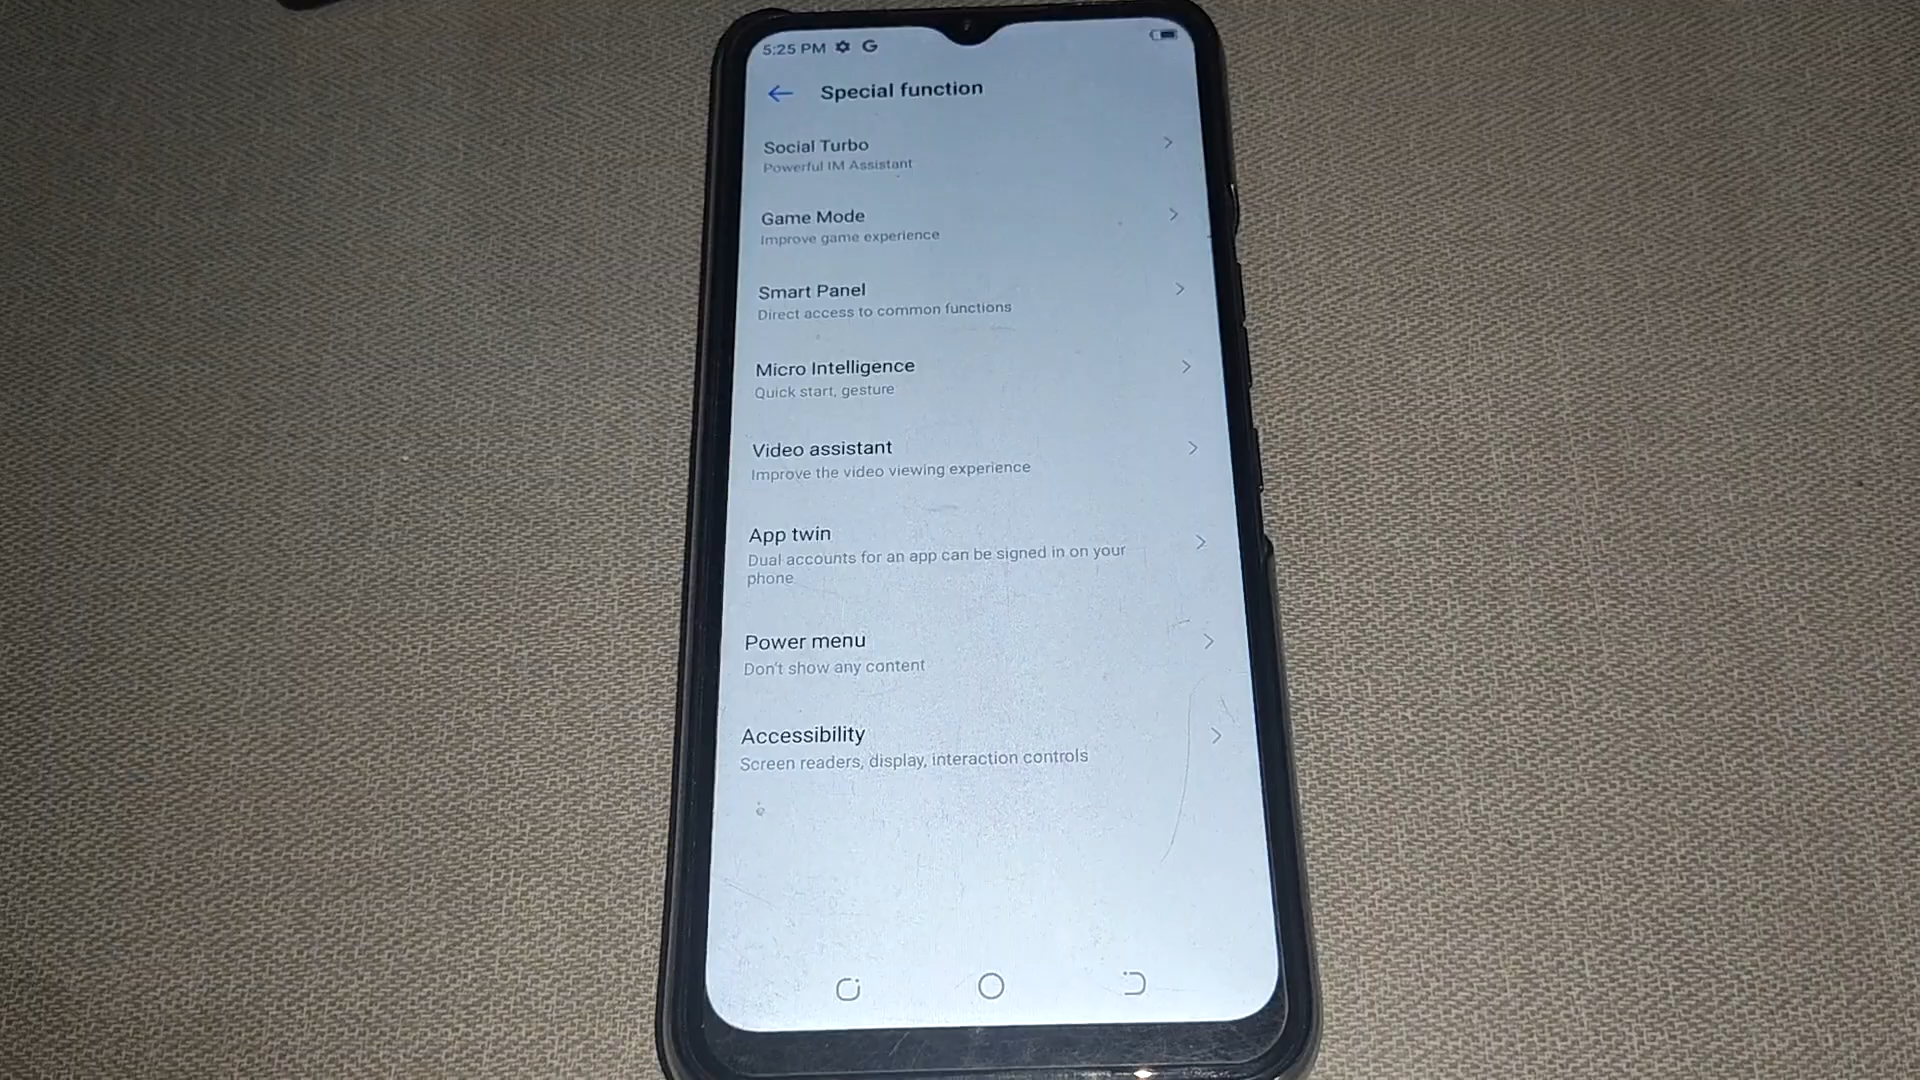 5:25 PM G
Special function
Social Turbo
Powerful IM Assistant
Game Mode
Improve game experience
Smart Panel
Direct access to common functions
Micro Intelligence
Quick start, gesture
Video assistant
Improve the video viewing experience
App twin
Dual accounts for an app can be signed in on your
phone
Power menu
Don't show any content
Accessibility
Screen readers, display, interaction controls